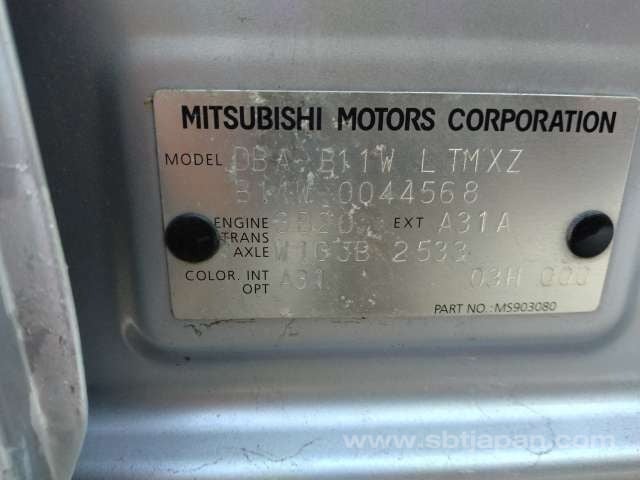 MITSUBISHI MOTORS CORPORATION
MODEL DBA-B11W LTMXZ
B11W-0044568
ENGINE 3B20 EXT A31A
TRANS
AXLE W1G3B 2533
COLOR. INT A31 03H 000
OPT
PART NO.: MS903080
www.sbtjapan.com